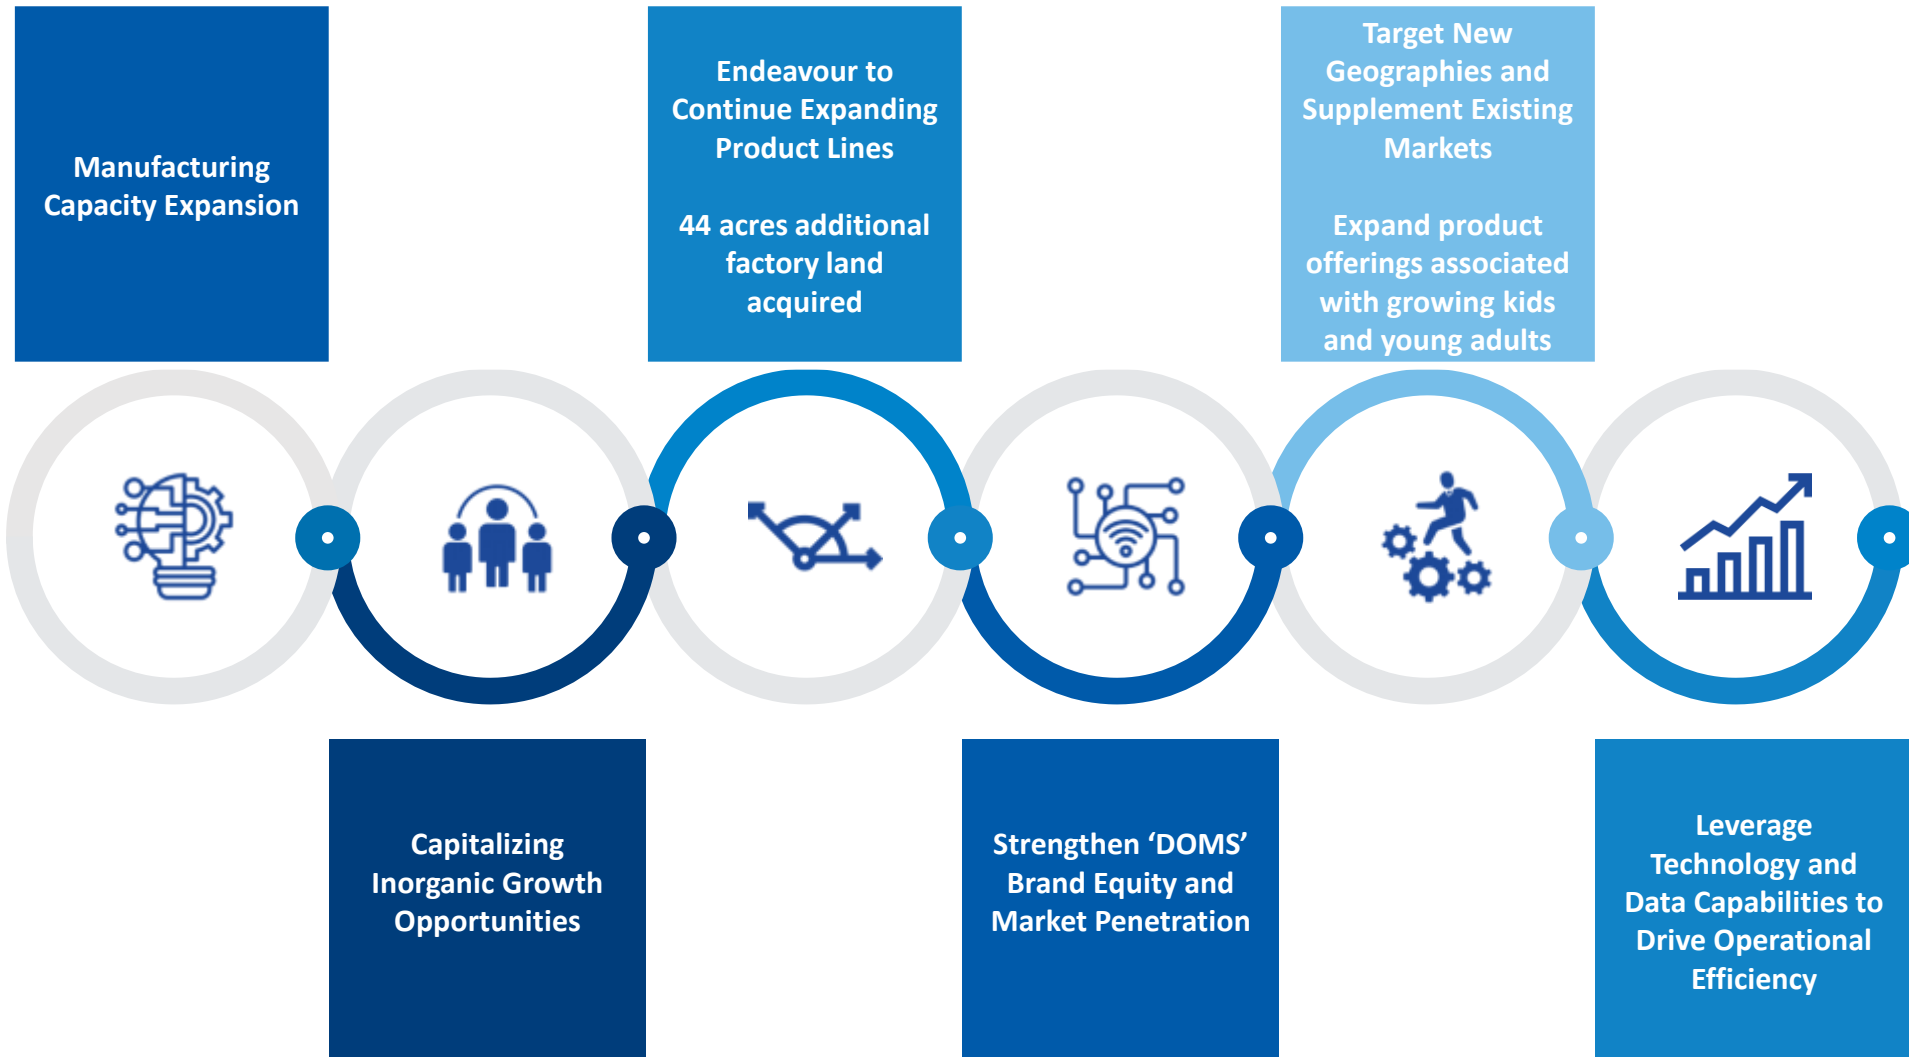 Manufacturing
Capacity Expansion
Endeavour to
Continue Expanding
Product Lines
44 acres additional
factory land
acquired
Target New
Geographies and
Supplement Existing
Markets
Expand product
offerings associated
with growing kids
and young adults
Capitalizing
Inorganic Growth
Opportunities
Strengthen ‘DOMS’
Brand Equity and
Market Penetration
Leverage
Technology and
Data Capabilities to
Drive Operational
Efficiency